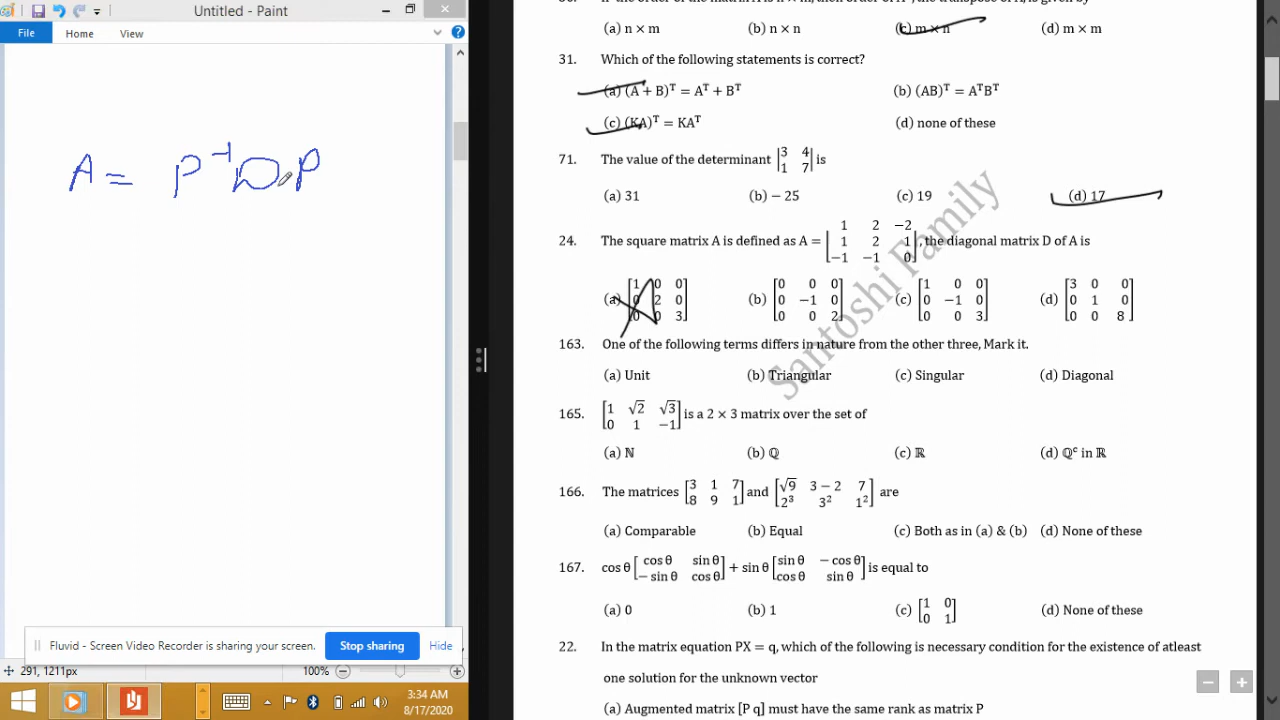 Untitled - Paint
File Home View
A = P⁻¹DP
Fluvid - Screen Video Recorder is sharing your screen. Stop sharing Hide
291, 1211px 100%
3:34 AM
8/17/2020
(a) n × m (b) n × n (c) m × n (d) m × m
31. Which of the following statements is correct?
(a) (A + B)ᵀ = Aᵀ + Bᵀ (b) (AB)ᵀ = AᵀBᵀ
(c) (KA)ᵀ = KAᵀ (d) none of these
71. The value of the determinant |3 4; 1 7| is
(a) 31 (b) − 25 (c) 19 (d) 17
24. The square matrix A is defined as A = [1 2 −2; 1 2 1; −1 −1 0], the diagonal matrix D of A is
(a) [1 0 0; 0 2 0; 0 0 3] (b) [0 0 0; 0 −1 0; 0 0 2] (c) [1 0 0; 0 −1 0; 0 0 3] (d) [3 0 0; 0 1 0; 0 0 8]
163. One of the following terms differs in nature from the other three, Mark it.
(a) Unit (b) Triangular (c) Singular (d) Diagonal
165. [1 √2 √3; 0 1 −1] is a 2 × 3 matrix over the set of
(a) ℕ (b) ℚ (c) ℝ (d) ℚᶜ in ℝ
166. The matrices [3 1 7; 8 9 1] and [√9 3 − 2 7; 2³ 3² 1²] are
(a) Comparable (b) Equal (c) Both as in (a) & (b) (d) None of these
167. cos θ [cos θ sin θ; − sin θ cos θ] + sin θ [sin θ − cos θ; cos θ sin θ] is equal to
(a) 0 (b) 1 (c) [1 0; 0 1] (d) None of these
22. In the matrix equation PX = q, which of the following is necessary condition for the existence of atleast
one solution for the unknown vector
(a) Augmented matrix [P q] must have the same rank as matrix P
Santoshi Family